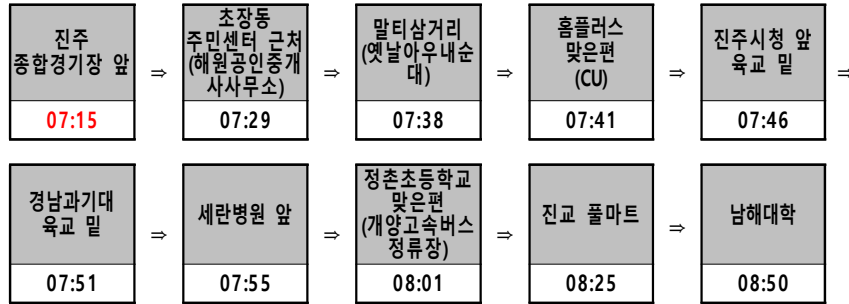 진주
종합경기장 앞
⇒
초장동
주민센터 근처
(해원공인중개
사사무소)
⇒
말티삼거리
(옛날아우내순
대)
⇒
홈플러스
맞은편
(CU)
⇒
진주시청 앞
육교 밑
⇒
07:15
07:29
07:38
07:41
07:46
경남과기대
육교 밑
⇒
세란병원 앞
⇒
정촌초등학교
맞은편
(개양고속버스
정류장)
⇒
진교 풀마트
⇒
남해대학
07:51
07:55
08:01
08:25
08:50